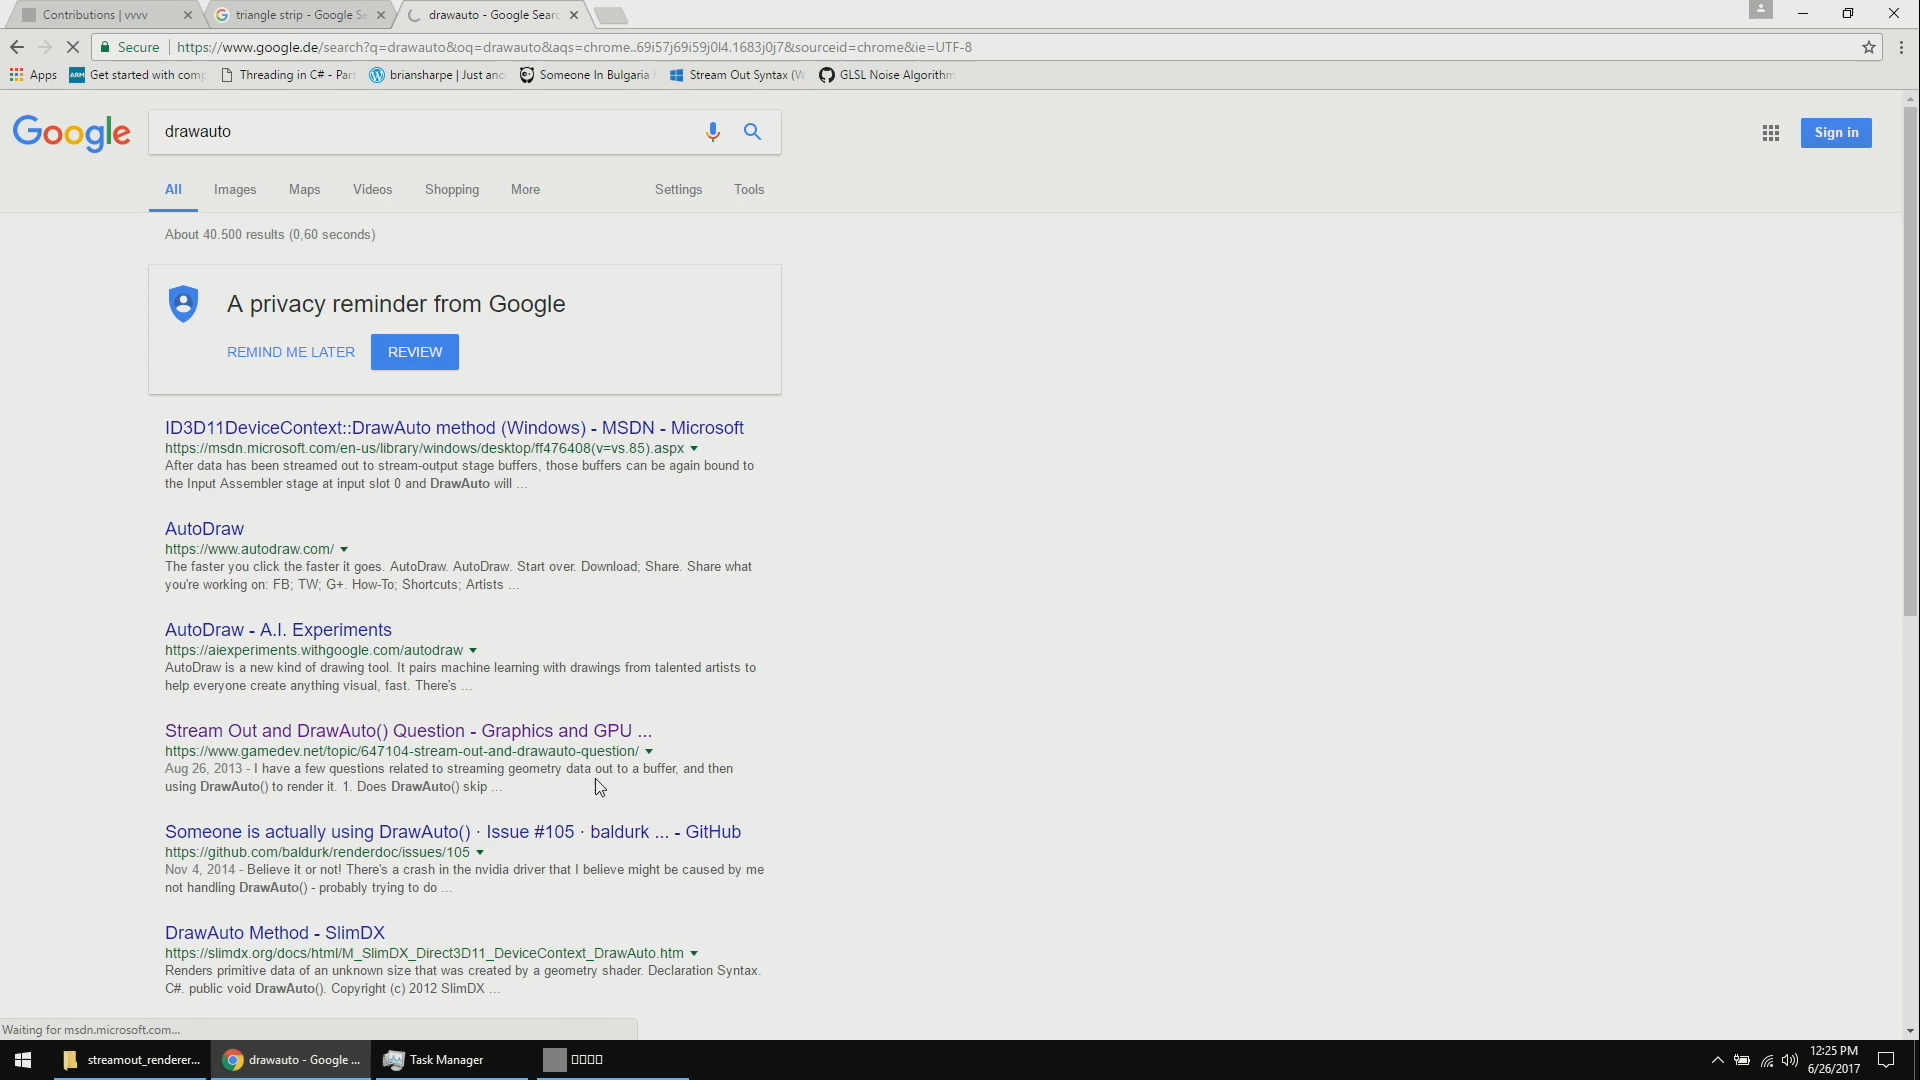 Contributions | vvvv
triangle strip - Google Se
drawauto - Google Searc
Secure
https://www.google.de/search?q=drawauto&oq=drawauto&aqs=chrome..69i57j69i59j0l4.1683j0j7&sourceid=chrome&ie=UTF-8
Apps
Get started with comp
Threading in C# - Part
briansharpe | Just ano
Someone In Bulgaria
Stream Out Syntax (W
GLSL Noise Algorithm
Google
drawauto
Sign in
All Images Maps Videos Shopping More Settings Tools
About 40.500 results (0,60 seconds)
A privacy reminder from Google
REMIND ME LATER REVIEW
ID3D11DeviceContext::DrawAuto method (Windows) - MSDN - Microsoft
https://msdn.microsoft.com/en-us/library/windows/desktop/ff476408(v=vs.85).aspx
After data has been streamed out to stream-output stage buffers, those buffers can be again bound to
the Input Assembler stage at input slot 0 and DrawAuto will ...
AutoDraw
https://www.autodraw.com/
The faster you click the faster it goes. AutoDraw. AutoDraw. Start over. Download; Share. Share what
you're working on: FB; TW; G+. How-To; Shortcuts; Artists ...
AutoDraw - A.I. Experiments
https://aiexperiments.withgoogle.com/autodraw
AutoDraw is a new kind of drawing tool. It pairs machine learning with drawings from talented artists to
help everyone create anything visual, fast. There's ...
Stream Out and DrawAuto() Question - Graphics and GPU ...
https://www.gamedev.net/topic/647104-stream-out-and-drawauto-question/
Aug 26, 2013 - I have a few questions related to streaming geometry data out to a buffer, and then
using DrawAuto() to render it. 1. Does DrawAuto() skip ...
Someone is actually using DrawAuto() · Issue #105 · baldurk ... - GitHub
https://github.com/baldurk/renderdoc/issues/105
Nov 4, 2014 - Believe it or not! There's a crash in the nvidia driver that I believe might be caused by me
not handling DrawAuto() - probably trying to do ...
DrawAuto Method - SlimDX
https://slimdx.org/docs/html/M_SlimDX_Direct3D11_DeviceContext_DrawAuto.htm
Renders primitive data of an unknown size that was created by a geometry shader. Declaration Syntax.
C#. public void DrawAuto(). Copyright (c) 2012 SlimDX ...
Waiting for msdn.microsoft.com...
streamout_renderer...
drawauto - Google ...
Task Manager
12:25 PM
6/26/2017